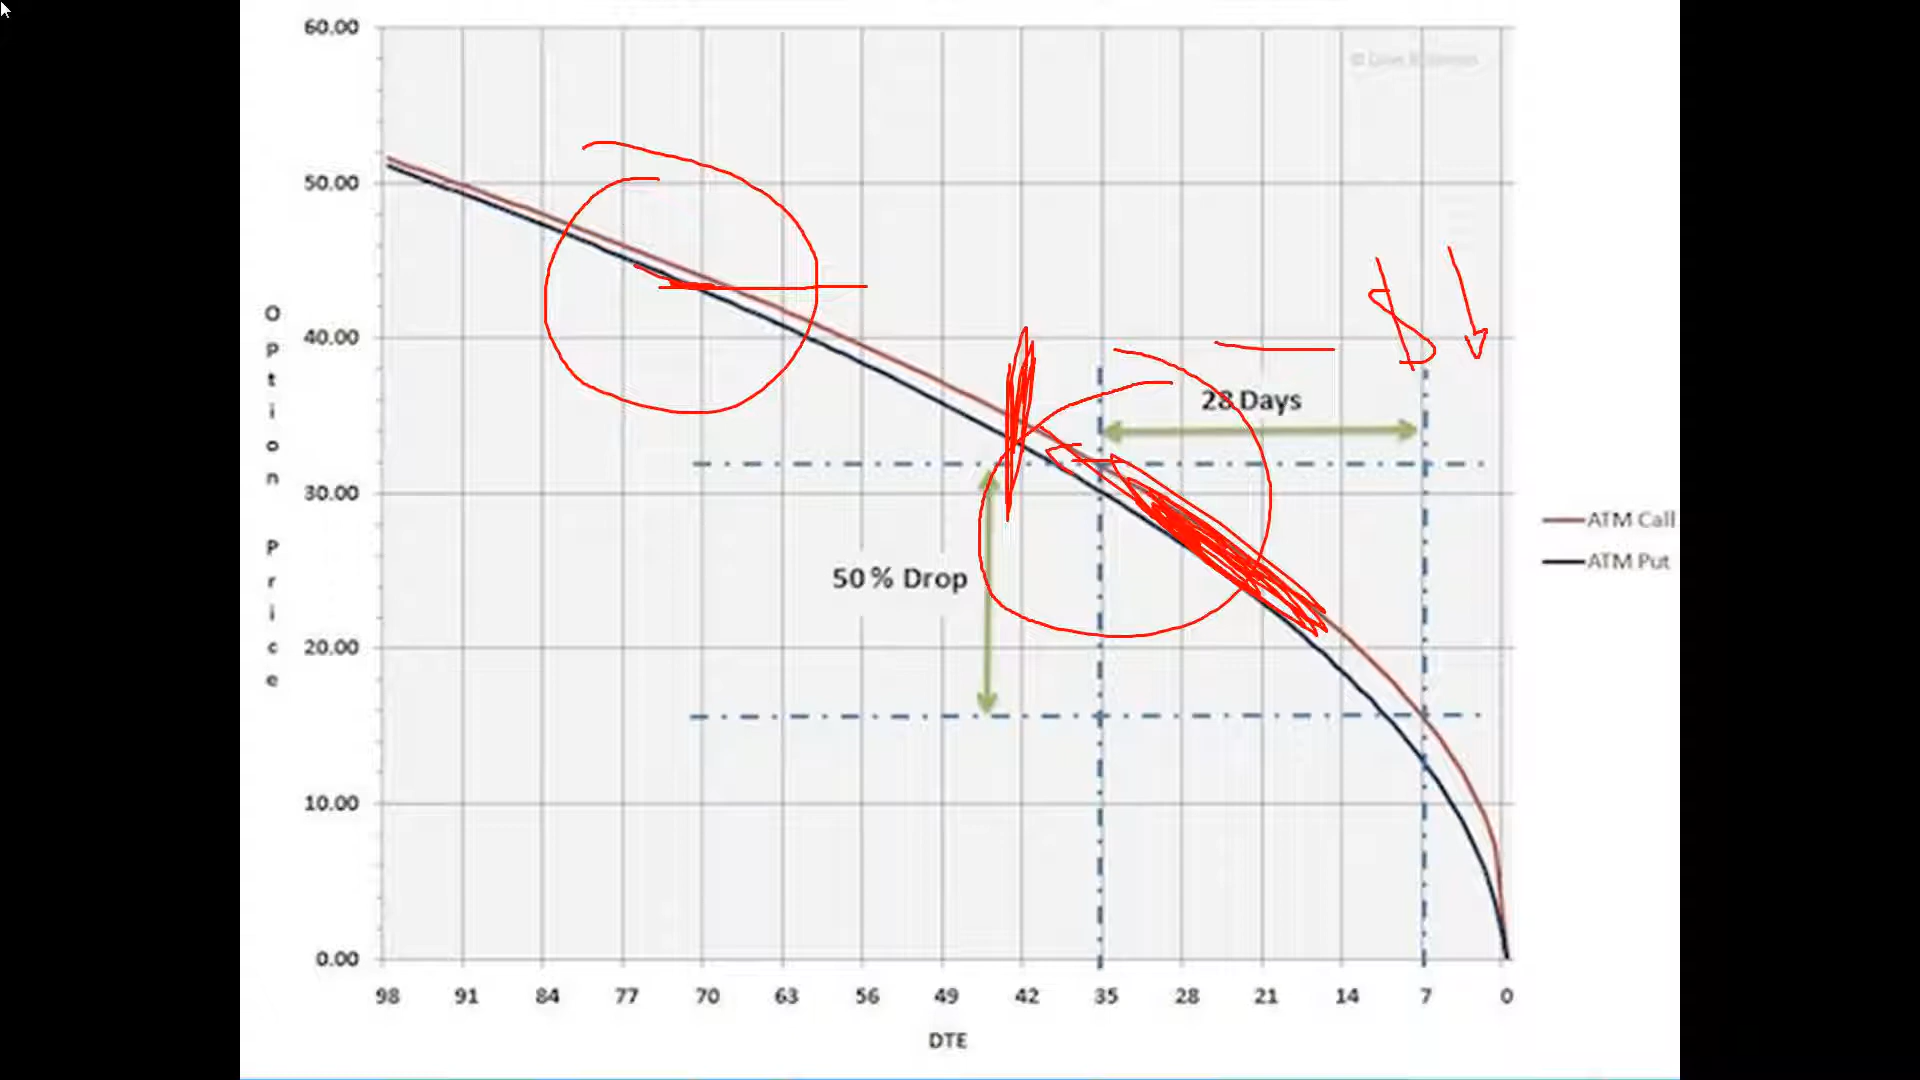 60.00
50.00
40.00
30.00
20.00
10.00
0.00
Option Price
28 Days
50 % Drop
ATM Call
ATM Put
98 91 84 77 70 63 56 49 42 35 28 21 14 7 0
DTE